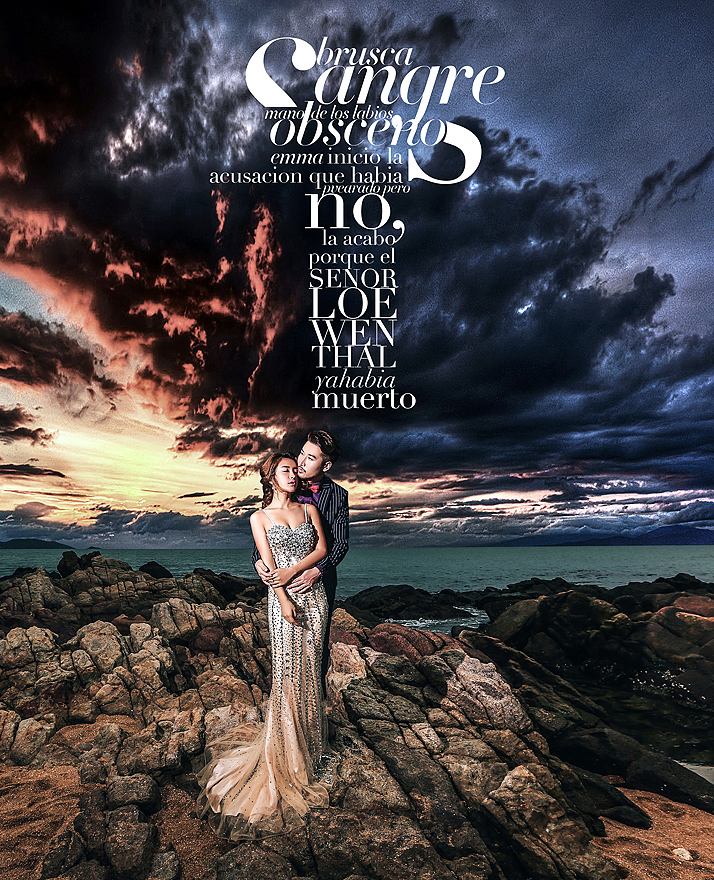 brusca
Sangre
mano de los labios
obsceno
emma inicio la
acusacion que habia
prearado pero
no,
la acabo
porque el
SENOR
LOE
WEN
THAL
yahabia
muerto